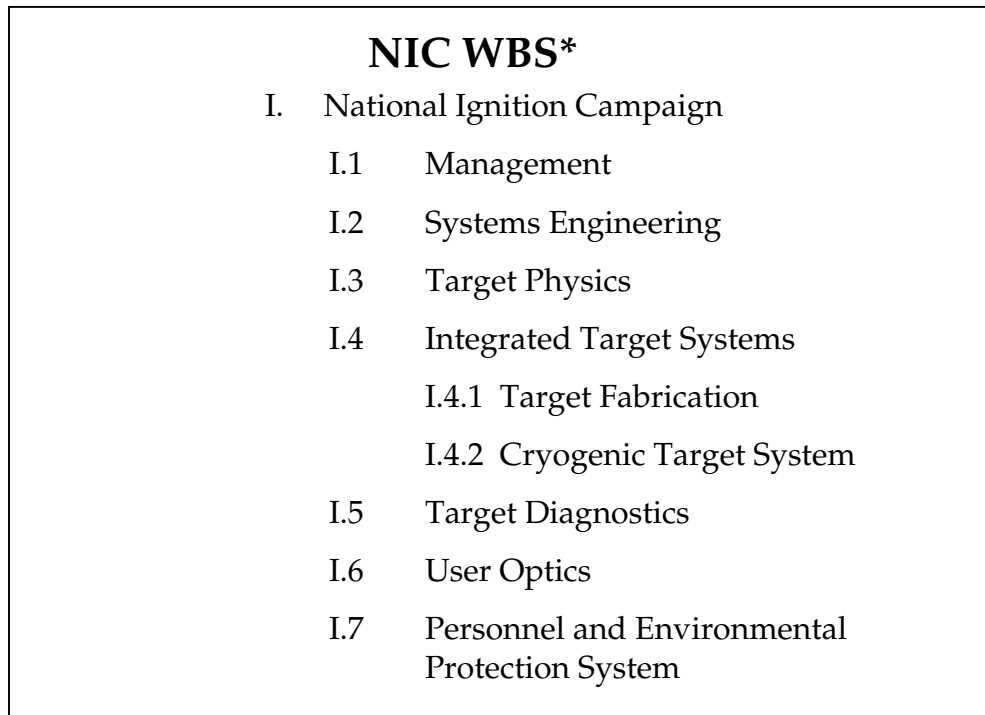 NIC WBS*
I. National Ignition Campaign
I.1 Management
I.2 Systems Engineering
I.3 Target Physics
I.4 Integrated Target Systems
I.4.1 Target Fabrication
I.4.2 Cryogenic Target System
I.5 Target Diagnostics
I.6 User Optics
I.7 Personnel and Environmental
Protection System